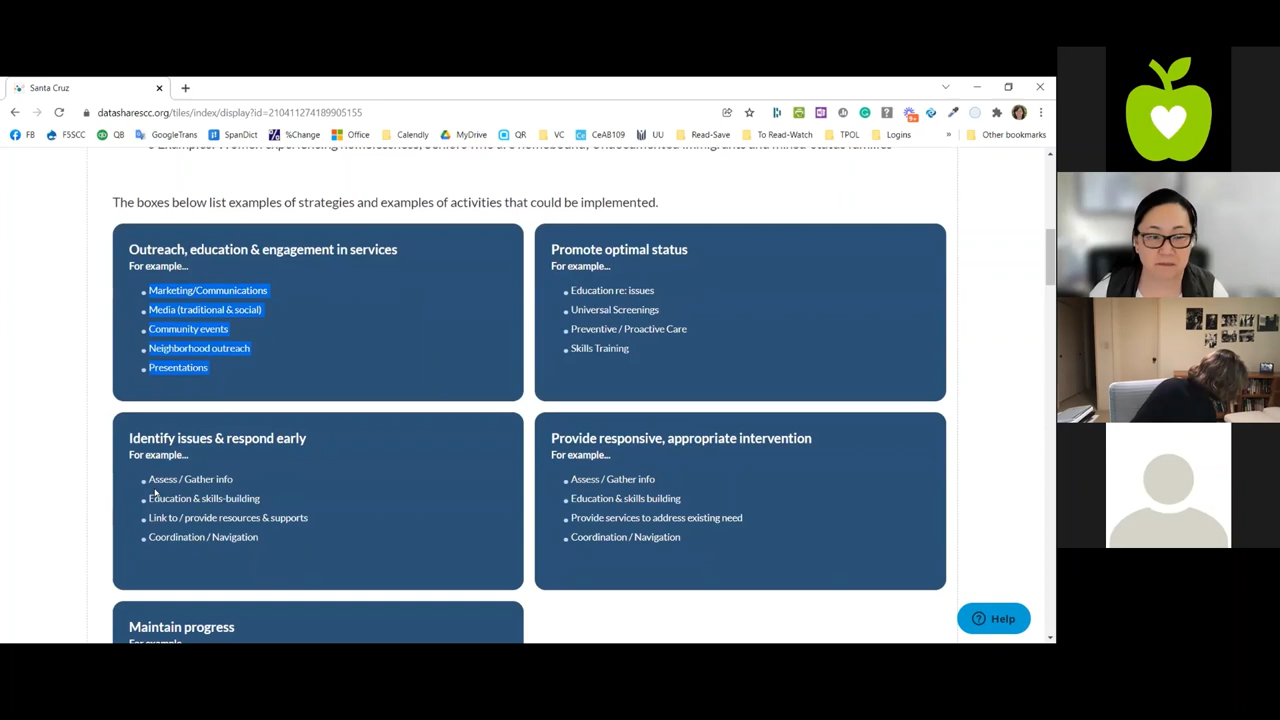 Santa Cruz
datasharescc.org/tiles/index/display?id=210411274189905155
FB
F5SCC
QB
GoogleTrans
SpanDict
%Change
Office
Calendly
MyDrive
QR
VC
CeAB109
UU
Read-Save
To Read-Watch
TPOL
Logins
»
Other bookmarks
The boxes below list examples of strategies and examples of activities that could be implemented.
Outreach, education & engagement in services
For example...
Marketing/Communications
Media (traditional & social)
Community events
Neighborhood outreach
Presentations
Promote optimal status
For example...
Education re: issues
Universal Screenings
Preventive / Proactive Care
Skills Training
Identify issues & respond early
For example...
Assess / Gather info
Education & skills-building
Link to / provide resources & supports
Coordination / Navigation
Provide responsive, appropriate intervention
For example...
Assess / Gather info
Education & skills building
Provide services to address existing need
Coordination / Navigation
Maintain progress
For example
Help